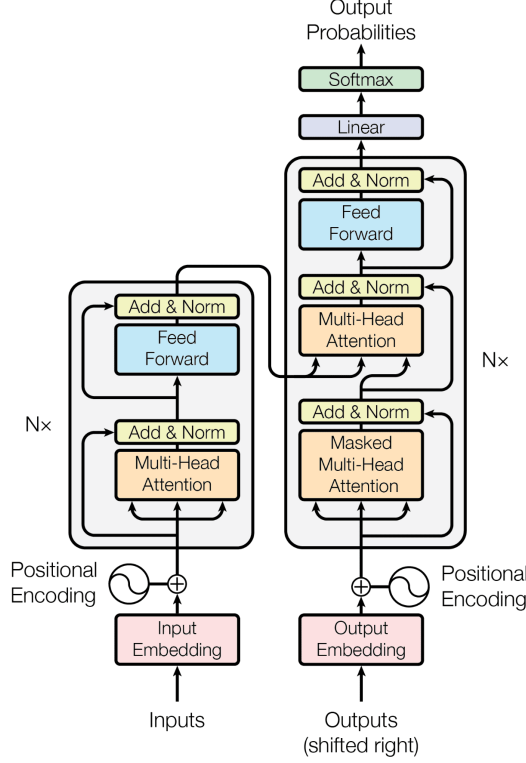 Output
Probabilities
Softmax
Linear
Add & Norm
Feed
Forward
Add & Norm
Multi-Head
Attention
Nx
Add & Norm
Masked
Multi-Head
Attention
Add & Norm
Feed
Forward
N×
Add & Norm
Multi-Head
Attention
Positional
Encoding
Positional
Encoding
Input
Embedding
Output
Embedding
Inputs
Outputs
(shifted right)